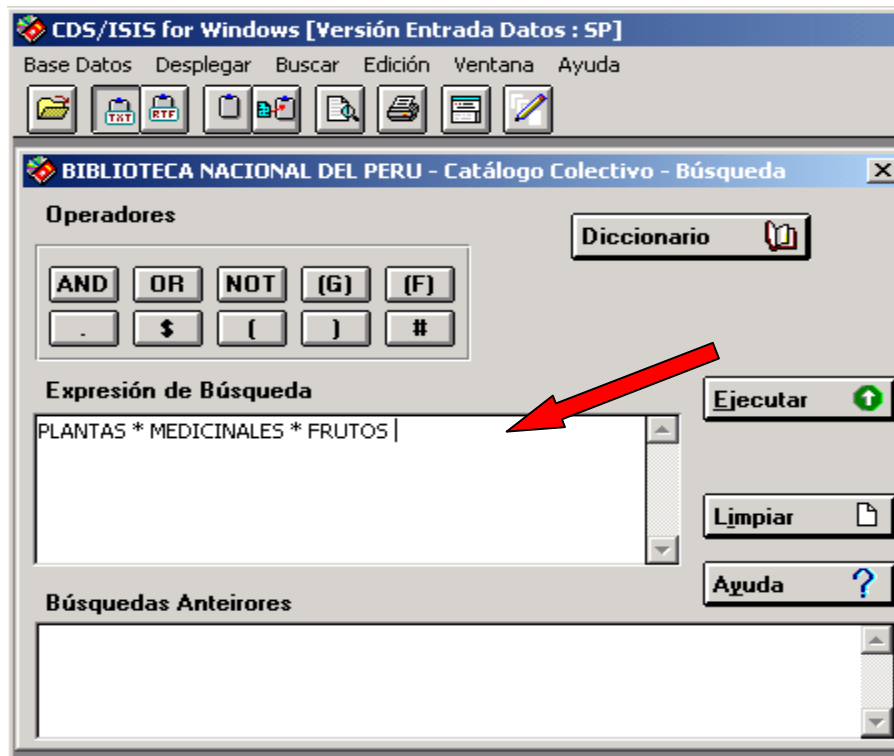 CDS/ISIS for Windows [Versión Entrada Datos : SP]
Base Datos Desplegar Buscar Edición Ventana Ayuda
TXT RTF
BIBLIOTECA NACIONAL DEL PERU - Catálogo Colectivo - Búsqueda
Operadores
Diccionario
AND OR NOT (G) (F)
. $ ( ) #
Expresión de Búsqueda
Ejecutar
PLANTAS * MEDICINALES * FRUTOS
Limpiar
Ayuda ?
Búsquedas Anteirores